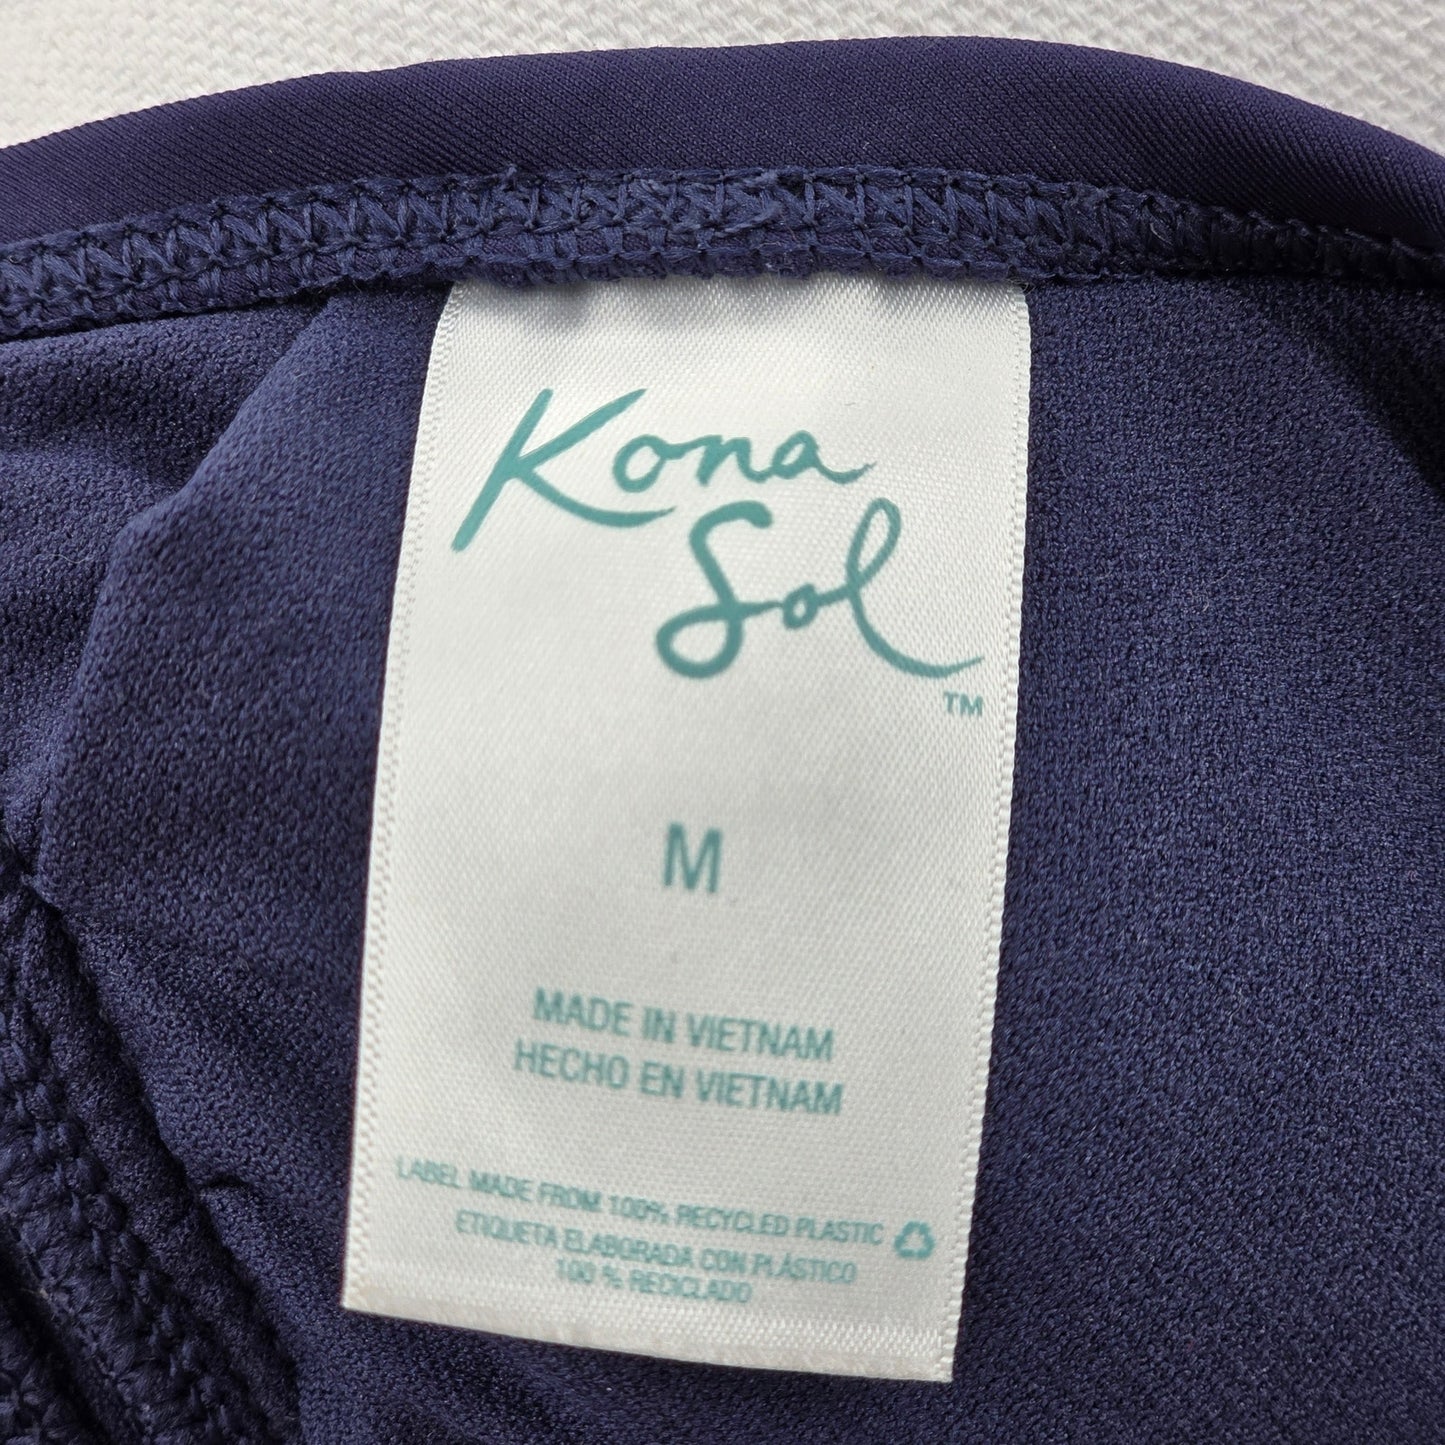 Kona
Sol
TM
M
MADE IN VIETNAM
HECHO EN VIETNAM
LABEL MADE FROM 100% RECYCLED PLASTIC
ETIQUETA ELABORADA CON PLÁSTICO
100 % RECICLADO